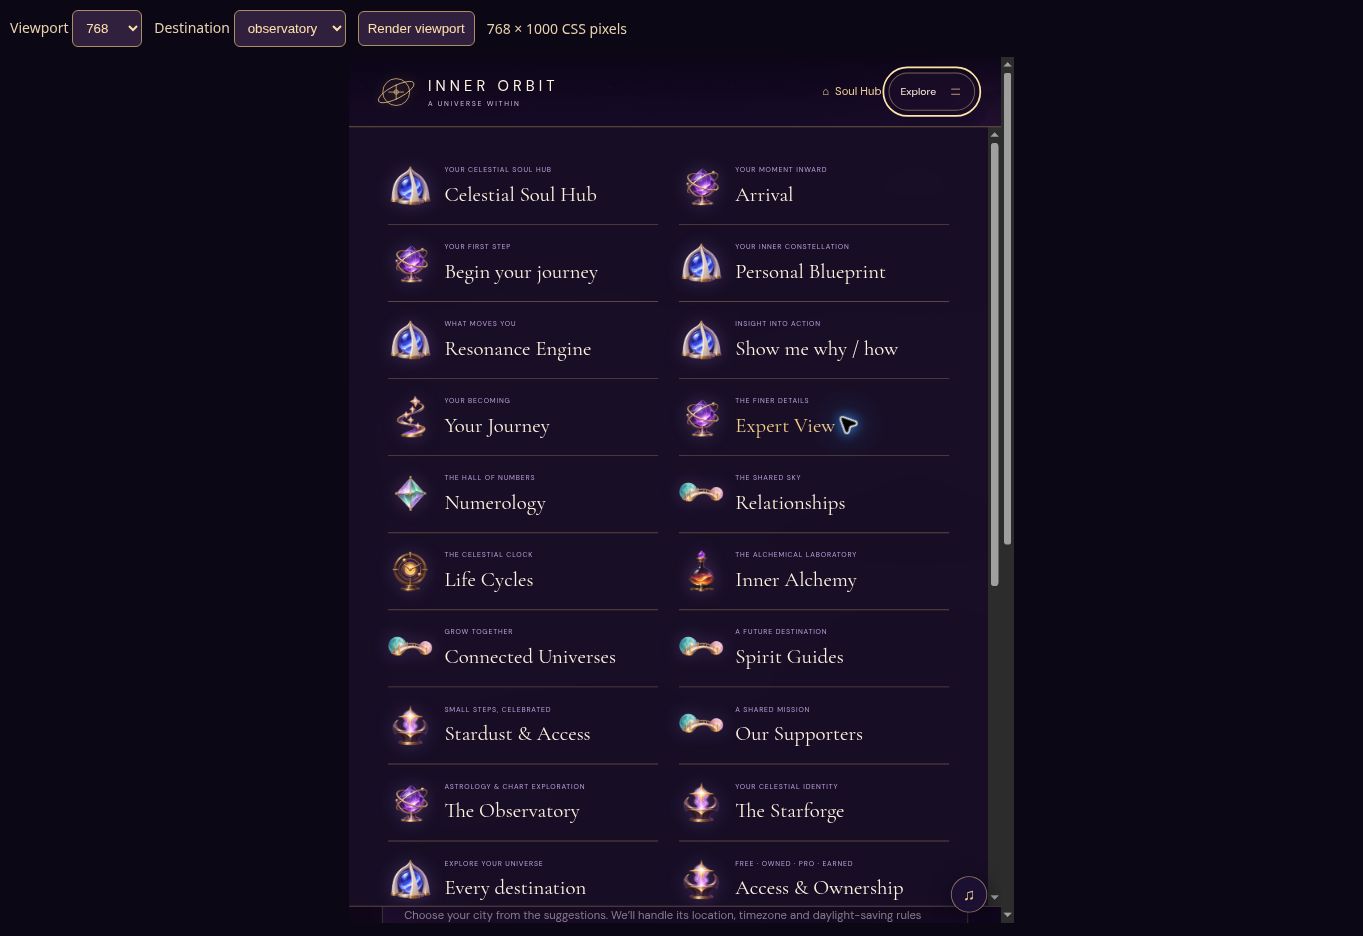 Viewport 768 Destination observatory Render viewport 768 × 1000 CSS pixels
INNER ORBIT
A UNIVERSE WITHIN
⌂ Soul Hub
Explore
YOUR CELESTIAL SOUL HUB
Celestial Soul Hub
YOUR MOMENT INWARD
Arrival
YOUR FIRST STEP
Begin your journey
YOUR INNER CONSTELLATION
Personal Blueprint
WHAT MOVES YOU
Resonance Engine
INSIGHT INTO ACTION
Show me why / how
YOUR BECOMING
Your Journey
THE FINER DETAILS
Expert View
THE HALL OF NUMBERS
Numerology
THE SHARED SKY
Relationships
THE CELESTIAL CLOCK
Life Cycles
THE ALCHEMICAL LABORATORY
Inner Alchemy
GROW TOGETHER
Connected Universes
A FUTURE DESTINATION
Spirit Guides
SMALL STEPS, CELEBRATED
Stardust & Access
A SHARED MISSION
Our Supporters
ASTROLOGY & CHART EXPLORATION
The Observatory
YOUR CELESTIAL IDENTITY
The Starforge
EXPLORE YOUR UNIVERSE
Every destination
FREE · OWNED · PRO · EARNED
Access & Ownership
Choose your city from the suggestions. We'll handle its location, timezone and daylight-saving rules